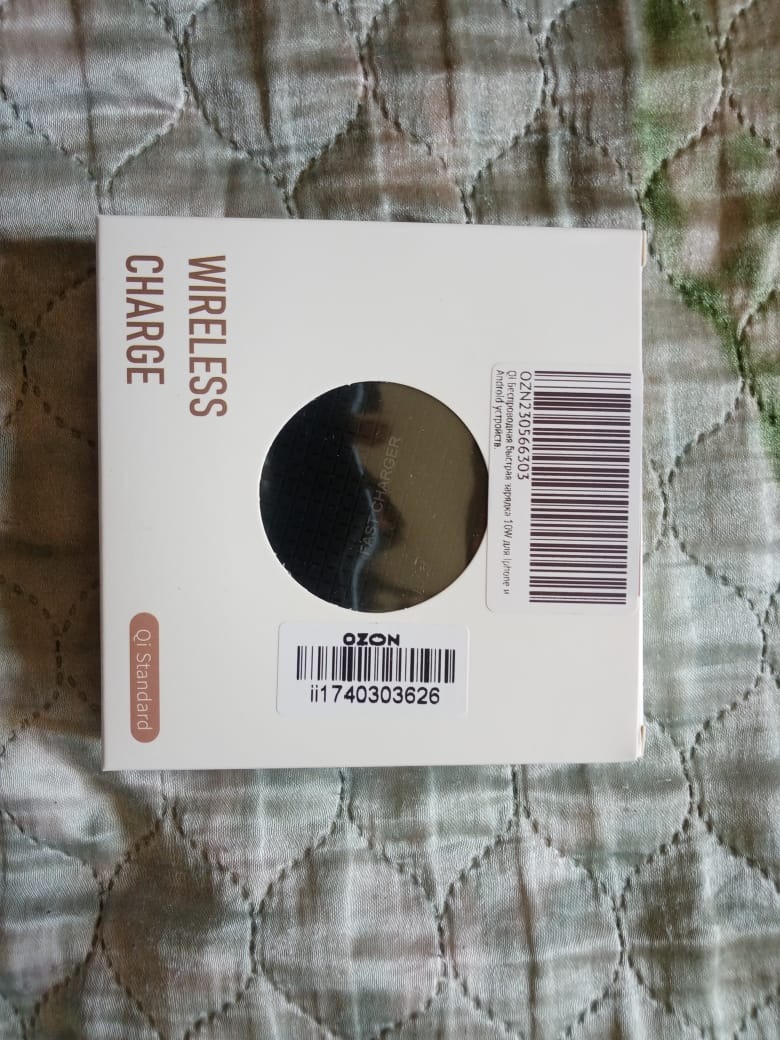 WIRELESS
CHARGE
FAST CHARGER
OZN230566303
QI Беспроводная быстрая зарядка 10W для Iphone и
Android устройств.
OZON
ii1740303626
Qi Standard